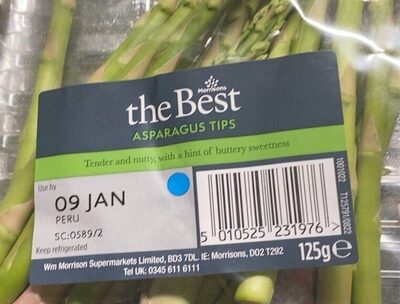 Morrisons
the Best
ASPARAGUS TIPS
Tender and nutty, with a hint of buttery sweetness
Use by
09 JAN
PERU
SC:0589/2
Keep refrigerated
5 010525 231976 >
125g℮
Wm Morrison Supermarkets Limited, BD3 7DL. IE: Morrisons, D02 T292
Tel UK: 0345 611 6111